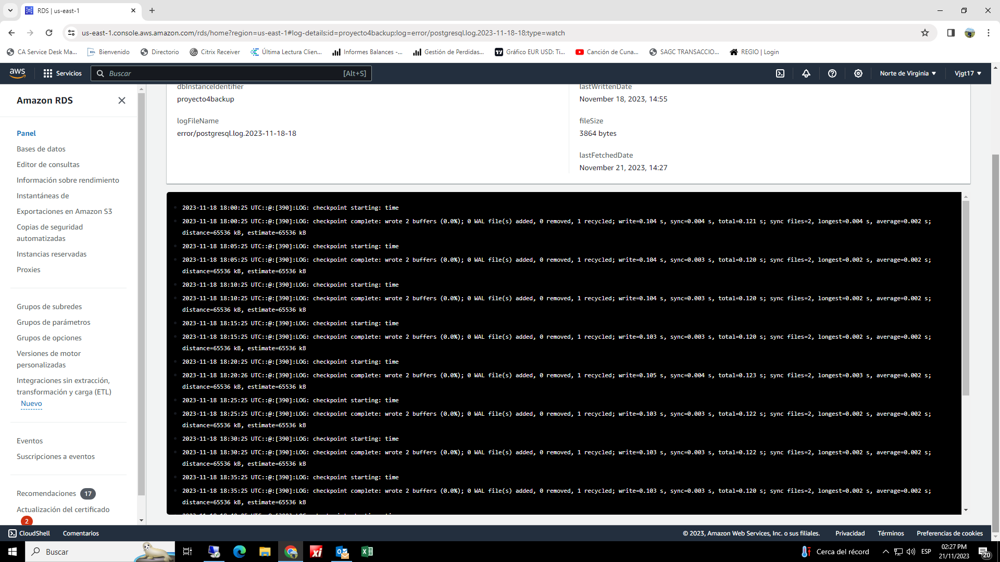 RDS | us-east-1
us-east-1.console.aws.amazon.com/rds/home?region=us-east-1#log-details:id=proyecto4backup;log=error/postgresql.log.2023-11-18-18;type=watch
CA Service Desk Ma...
Bienvenido
Directorio
Citrix Receiver
Última Lectura Clien...
Informes Balances -...
Gestión de Perdidas...
Gráfico EUR USD: Ti...
Canción de Cuna...
SAGC TRANSACCIO...
REGIO | Login
aws
Servicios
Buscar
[Alt+S]
Norte de Virginia
Vjgt17
Amazon RDS
Panel
Bases de datos
Editor de consultas
Información sobre rendimiento
Instantáneas de
Exportaciones en Amazon S3
Copias de seguridad
automatizadas
Instancias reservadas
Proxies
Grupos de subredes
Grupos de parámetros
Grupos de opciones
Versiones de motor
personalizadas
Integraciones sin extracción,
transformación y carga (ETL)
Nuevo
Eventos
Suscripciones a eventos
Recomendaciones 17
Actualización del certificado
2
dbInstanceIdentifier
proyecto4backup
logFileName
error/postgresql.log.2023-11-18-18
lastWrittenDate
November 18, 2023, 14:55
fileSize
3864 bytes
lastFetchedDate
November 21, 2023, 14:27
2023-11-18 18:00:25 UTC::@:[390]:LOG: checkpoint starting: time
2023-11-18 18:00:25 UTC::@:[390]:LOG: checkpoint complete: wrote 2 buffers (0.0%); 0 WAL file(s) added, 0 removed, 1 recycled; write=0.104 s, sync=0.004 s, total=0.121 s; sync files=2, longest=0.004 s, average=0.002 s;
distance=65536 kB, estimate=65536 kB
2023-11-18 18:05:25 UTC::@:[390]:LOG: checkpoint starting: time
2023-11-18 18:05:25 UTC::@:[390]:LOG: checkpoint complete: wrote 2 buffers (0.0%); 0 WAL file(s) added, 0 removed, 1 recycled; write=0.104 s, sync=0.003 s, total=0.120 s; sync files=2, longest=0.002 s, average=0.002 s;
distance=65536 kB, estimate=65536 kB
2023-11-18 18:10:25 UTC::@:[390]:LOG: checkpoint starting: time
2023-11-18 18:10:25 UTC::@:[390]:LOG: checkpoint complete: wrote 2 buffers (0.0%); 0 WAL file(s) added, 0 removed, 1 recycled; write=0.104 s, sync=0.003 s, total=0.120 s; sync files=2, longest=0.002 s, average=0.002 s;
distance=65536 kB, estimate=65536 kB
2023-11-18 18:15:25 UTC::@:[390]:LOG: checkpoint starting: time
2023-11-18 18:15:25 UTC::@:[390]:LOG: checkpoint complete: wrote 2 buffers (0.0%); 0 WAL file(s) added, 0 removed, 1 recycled; write=0.103 s, sync=0.003 s, total=0.120 s; sync files=2, longest=0.002 s, average=0.002 s;
distance=65536 kB, estimate=65536 kB
2023-11-18 18:20:25 UTC::@:[390]:LOG: checkpoint starting: time
2023-11-18 18:20:26 UTC::@:[390]:LOG: checkpoint complete: wrote 2 buffers (0.0%); 0 WAL file(s) added, 0 removed, 1 recycled; write=0.105 s, sync=0.004 s, total=0.123 s; sync files=2, longest=0.003 s, average=0.002 s;
distance=65536 kB, estimate=65536 kB
2023-11-18 18:25:25 UTC::@:[390]:LOG: checkpoint starting: time
2023-11-18 18:25:25 UTC::@:[390]:LOG: checkpoint complete: wrote 2 buffers (0.0%); 0 WAL file(s) added, 0 removed, 1 recycled; write=0.103 s, sync=0.003 s, total=0.122 s; sync files=2, longest=0.002 s, average=0.002 s;
distance=65536 kB, estimate=65536 kB
2023-11-18 18:30:25 UTC::@:[390]:LOG: checkpoint starting: time
2023-11-18 18:30:25 UTC::@:[390]:LOG: checkpoint complete: wrote 2 buffers (0.0%); 0 WAL file(s) added, 0 removed, 1 recycled; write=0.103 s, sync=0.003 s, total=0.122 s; sync files=2, longest=0.002 s, average=0.002 s;
distance=65536 kB, estimate=65536 kB
2023-11-18 18:35:25 UTC::@:[390]:LOG: checkpoint starting: time
2023-11-18 18:35:25 UTC::@:[390]:LOG: checkpoint complete: wrote 2 buffers (0.0%); 0 WAL file(s) added, 0 removed, 1 recycled; write=0.103 s, sync=0.003 s, total=0.120 s; sync files=2, longest=0.002 s, average=0.002 s;
distance=65536 kB, estimate=65536 kB
CloudShell
Comentarios
© 2023, Amazon Web Services, Inc. o sus filiales.
Privacidad
Términos
Preferencias de cookies
Buscar
xi
Cerca del récord
ESP
02:27 PM
21/11/2023
20